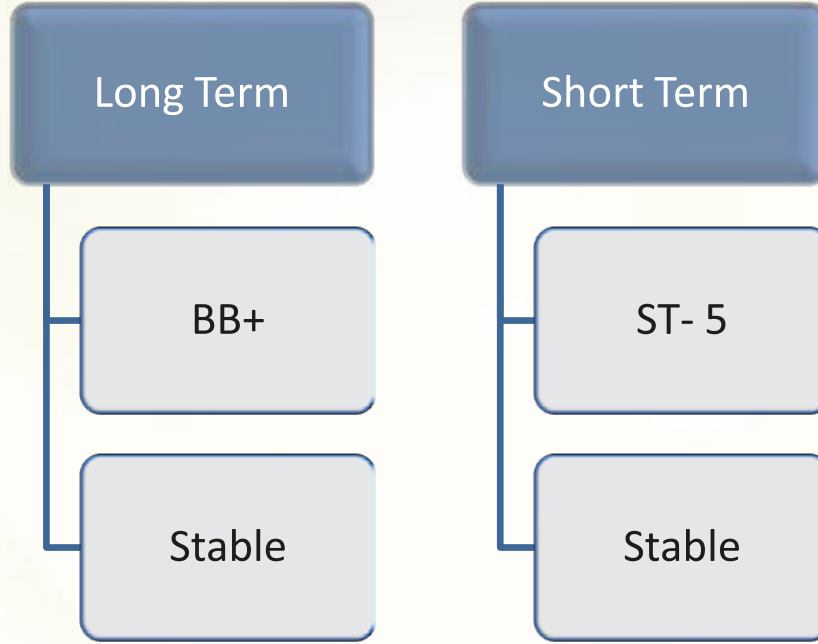 Long Term
BB+
Stable
Short Term
ST- 5
Stable